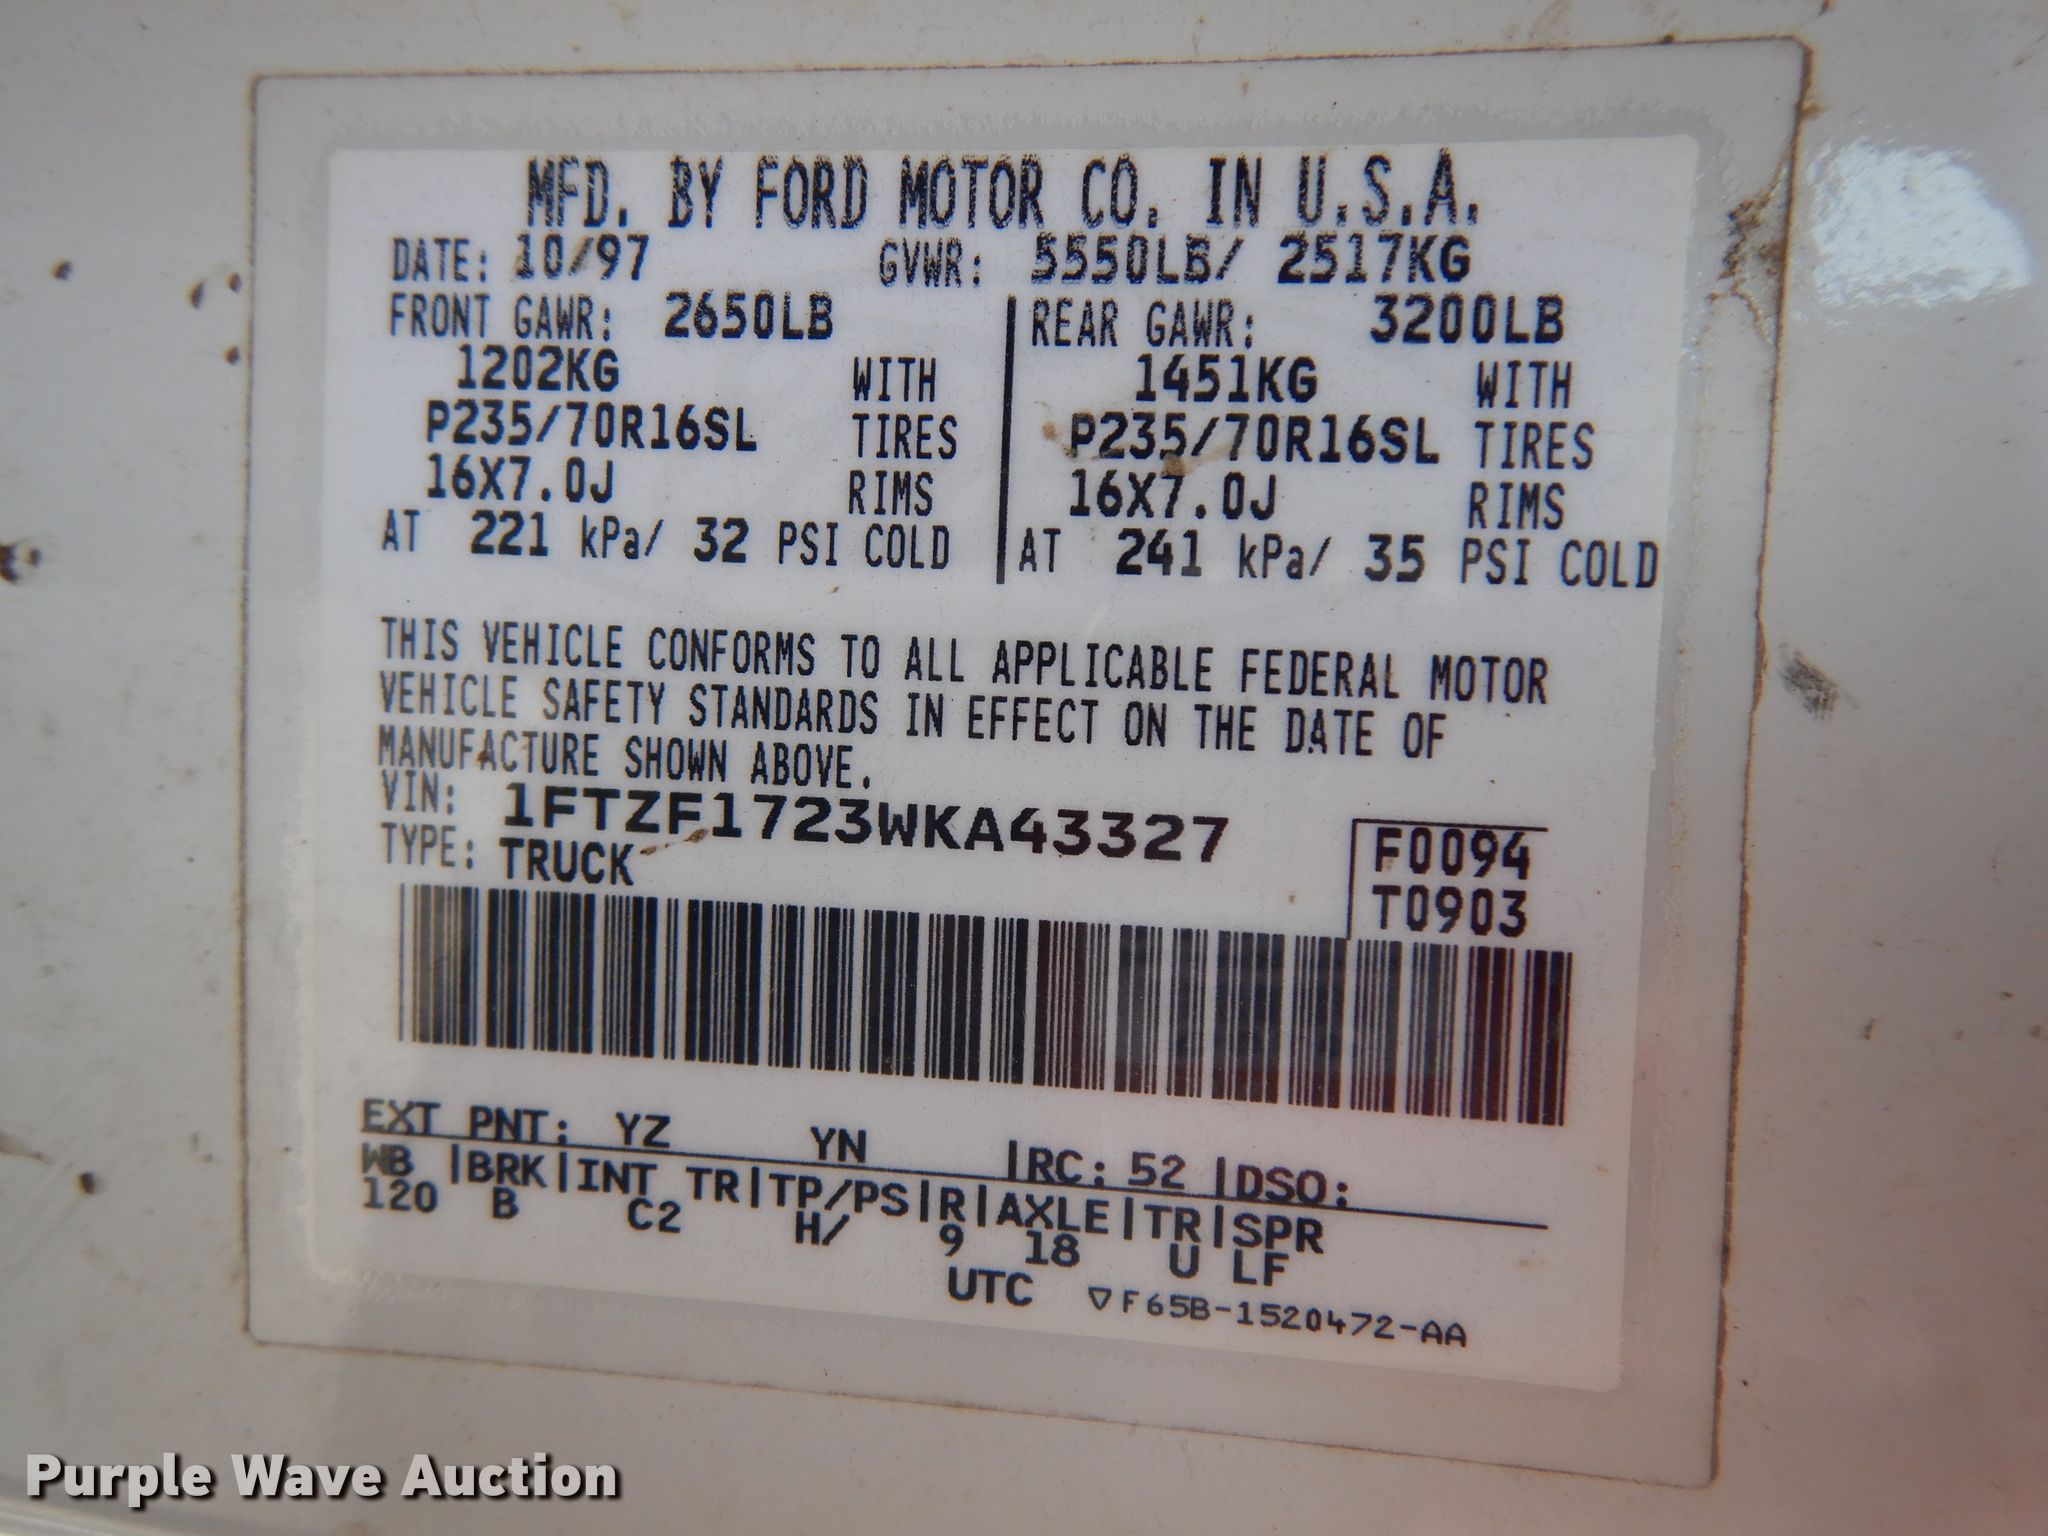 MFD. BY FORD MOTOR CO. IN U.S.A.
DATE: 10/97 GVWR: 5550LB/ 2517KG
FRONT GAWR: 2650LB REAR GAWR: 3200LB
1202KG WITH 1451KG WITH
P235/70R16SL TIRES P235/70R16SL TIRES
16X7.0J RIMS 16X7.0J RIMS
AT 221 kPa/ 32 PSI COLD AT 241 kPa/ 35 PSI COLD
THIS VEHICLE CONFORMS TO ALL APPLICABLE FEDERAL MOTOR
VEHICLE SAFETY STANDARDS IN EFFECT ON THE DATE OF
MANUFACTURE SHOWN ABOVE.
VIN: 1FTZF1723WKA43327
TYPE: TRUCK
F0094
T0903
EXT PNT: YZ YN |RC: 52 |DSO:
WB |BRK|INT TR|TP/PS|R|AXLE|TR|SPR
120 B C2 H/ 9 18 U LF
UTC ▽F65B-1520472-AA
Purple Wave Auction